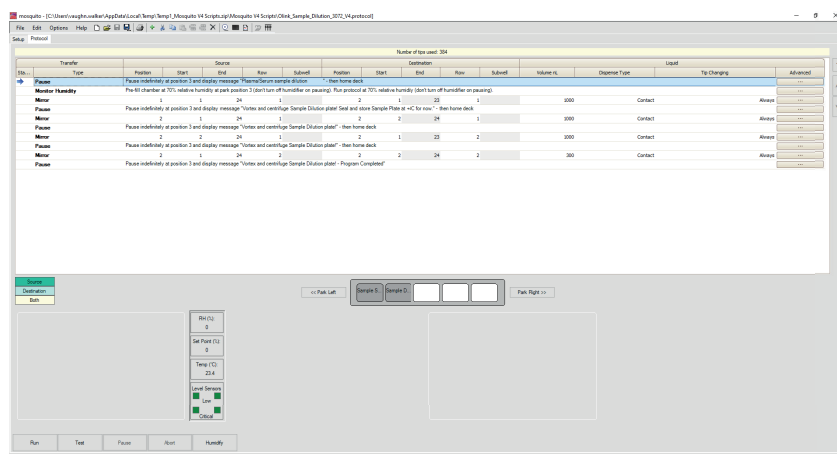 mosquito - [C:\Users\vaughn.walker\AppData\Local\Temp\Temp1_Mosquito V4 Scripts.zip\Mosquito V4 Scripts\Olink_Sample_Dilution_3072_V4.protocol]
File Edit Options Help
Setup Protocol
Number of tips used: 384
Transfer Source Destination Liquid
Sta... Type Position Start End Row Subwell Position Start End Row Subwell Volume nL Dispense Type Tip Changing Advanced
Pause Pause indefinitely at position 3 and display message "Plasma/Serum sample dilution " - then home deck ...
Monitor Humidity Pre-fill chamber at 70% relative humidity at park position 3 (don't turn off humidifier on pausing). Run protocol at 70% relative humidity (don't turn off humidifier on pausing). ...
Mirror 1 1 24 1 2 1 23 1 1000 Contact Always ...
Pause Pause indefinitely at position 3 and display message "Vortex and centrifuge Sample Dilution plate! Seal and store Sample Plate at +/C for now." - then home deck ...
Mirror 2 1 24 1 2 2 24 1 1000 Contact Always ...
Pause Pause indefinitely at position 3 and display message "Vortex and centrifuge Sample Dilution plate!" - then home deck ...
Mirror 2 2 24 1 2 1 23 2 1000 Contact Always ...
Pause Pause indefinitely at position 3 and display message "Vortex and centrifuge Sample Dilution plate!" - then home deck ...
Mirror 2 1 24 2 2 2 24 2 300 Contact Always ...
Pause Pause indefinitely at position 3 and display message "Vortex and centrifuge Sample Dilution plate! - Program Completed" ...
Source
Destination
Both
<< Park Left Sample S... Sample D... Park Right >>
RH (%):
0
Set Point (%):
0
Temp (°C):
23.4
Level Sensors
Low
Critical
Run Test Pause Abort Humidify